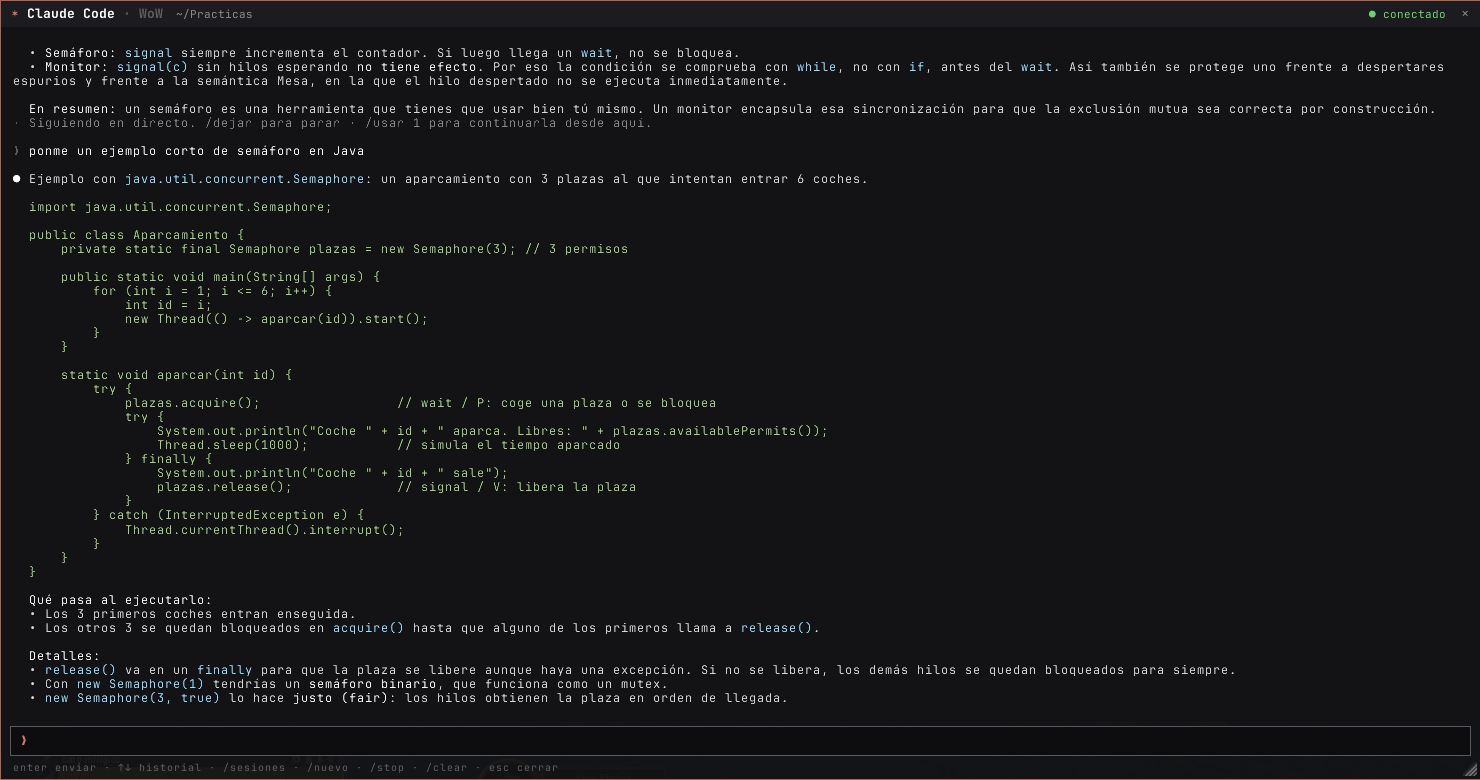 ✶ Claude Code · WoW ~/Practicas ● conectado ×
• Semáforo: signal siempre incrementa el contador. Si luego llega un wait, no se bloquea.
• Monitor: signal(c) sin hilos esperando no tiene efecto. Por eso la condición se comprueba con while, no con if, antes del wait. Así también se protege uno frente a despertares
espurios y frente a la semántica Mesa, en la que el hilo despertado no se ejecuta inmediatamente.
En resumen: un semáforo es una herramienta que tienes que usar bien tú mismo. Un monitor encapsula esa sincronización para que la exclusión mutua sea correcta por construcción.
· Siguiendo en directo. /dejar para parar · /usar 1 para continuarla desde aquí.
⟩ ponme un ejemplo corto de semáforo en Java
● Ejemplo con java.util.concurrent.Semaphore: un aparcamiento con 3 plazas al que intentan entrar 6 coches.
import java.util.concurrent.Semaphore;
public class Aparcamiento {
private static final Semaphore plazas = new Semaphore(3); // 3 permisos
public static void main(String[] args) {
for (int i = 1; i <= 6; i++) {
int id = i;
new Thread(() -> aparcar(id)).start();
}
}
static void aparcar(int id) {
try {
plazas.acquire(); // wait / P: coge una plaza o se bloquea
try {
System.out.println("Coche " + id + " aparca. Libres: " + plazas.availablePermits());
Thread.sleep(1000); // simula el tiempo aparcado
} finally {
System.out.println("Coche " + id + " sale");
plazas.release(); // signal / V: libera la plaza
}
} catch (InterruptedException e) {
Thread.currentThread().interrupt();
}
}
}
Qué pasa al ejecutarlo:
• Los 3 primeros coches entran enseguida.
• Los otros 3 se quedan bloqueados en acquire() hasta que alguno de los primeros llama a release().
Detalles:
• release() va en un finally para que la plaza se libere aunque haya una excepción. Si no se libera, los demás hilos se quedan bloqueados para siempre.
• Con new Semaphore(1) tendrías un semáforo binario, que funciona como un mutex.
• new Semaphore(3, true) lo hace justo (fair): los hilos obtienen la plaza en orden de llegada.
⟩
enter enviar · ↑↓ historial · /sesiones · /nuevo · /stop · /clear · esc cerrar